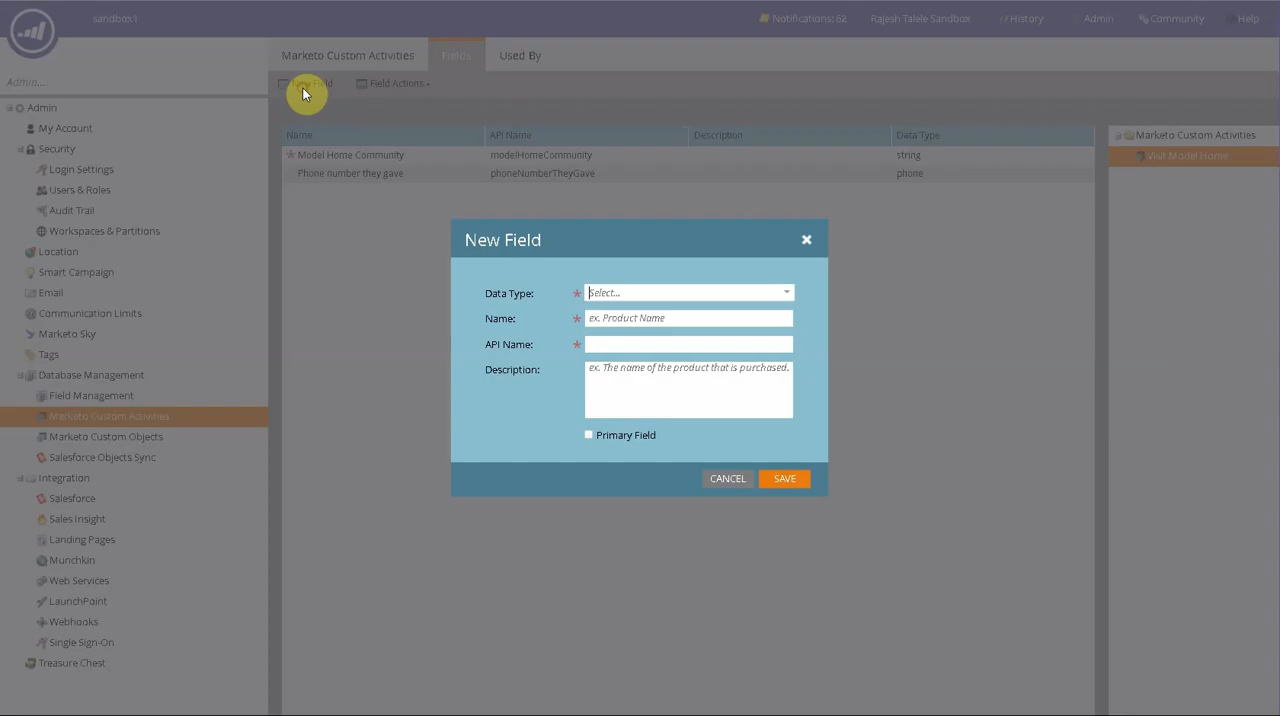 sandbox1
Notifications: 62
Rajesh Talele Sandbox
History
Admin
Community
Help
Marketo Custom Activities
Fields
Used By
Admin...
New Field
Field Actions
Admin
My Account
Security
Login Settings
Users & Roles
Audit Trail
Workspaces & Partitions
Location
Smart Campaign
Email
Communication Limits
Marketo Sky
Tags
Database Management
Field Management
Marketo Custom Activities
Marketo Custom Objects
Salesforce Objects Sync
Integration
Salesforce
Sales Insight
Landing Pages
Munchkin
Web Services
LaunchPoint
Webhooks
Single Sign-On
Treasure Chest
Name API Name Description Data Type
* Model Home Community modelHomeCommunity string
Phone number they gave phoneNumberTheyGave phone
Marketo Custom Activities
Visit Model Home
New Field
Data Type: * Select...
Name: * ex. Product Name
API Name: *
Description: ex. The name of the product that is purchased.
Primary Field
CANCEL SAVE